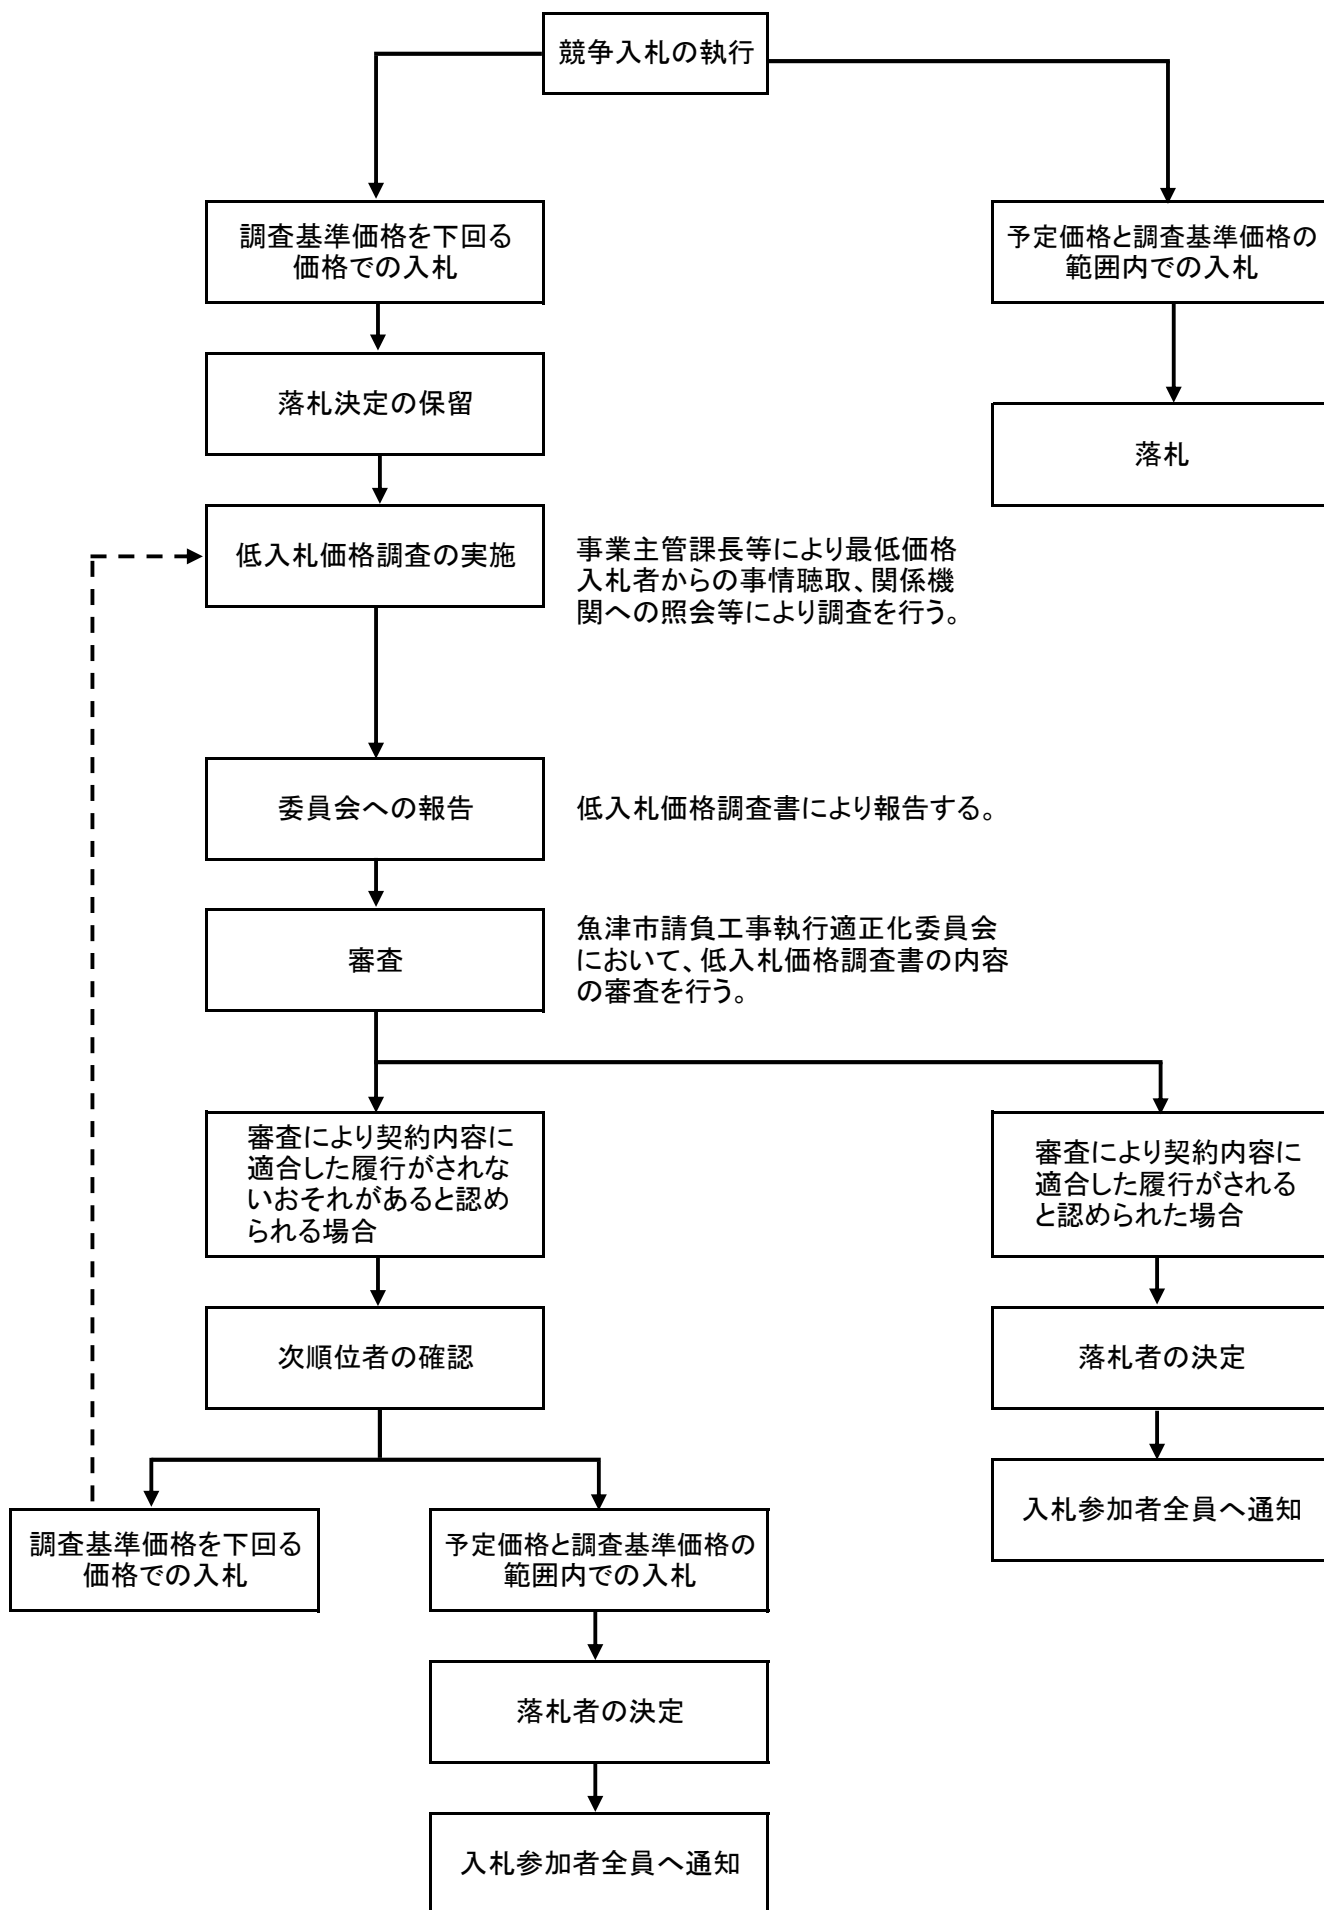 競争入札の執行
調査基準価格を下回る
価格での入札
予定価格と調査基準価格の
範囲内での入札
落札決定の保留
落札
低入札価格調査の実施
事業主管課長等により最低価格
入札者からの事情聴取、関係機
関への照会等により調査を行う。
委員会への報告
低入札価格調査書により報告する。
審査
魚津市請負工事執行適正化委員会
において、低入札価格調査書の内容
の審査を行う。
審査により契約内容に
適合した履行がされな
いおそれがあると認め
られる場合
審査により契約内容に
適合した履行がされる
と認められた場合
次順位者の確認
落札者の決定
入札参加者全員へ通知
調査基準価格を下回る
価格での入札
予定価格と調査基準価格の
範囲内での入札
落札者の決定
入札参加者全員へ通知